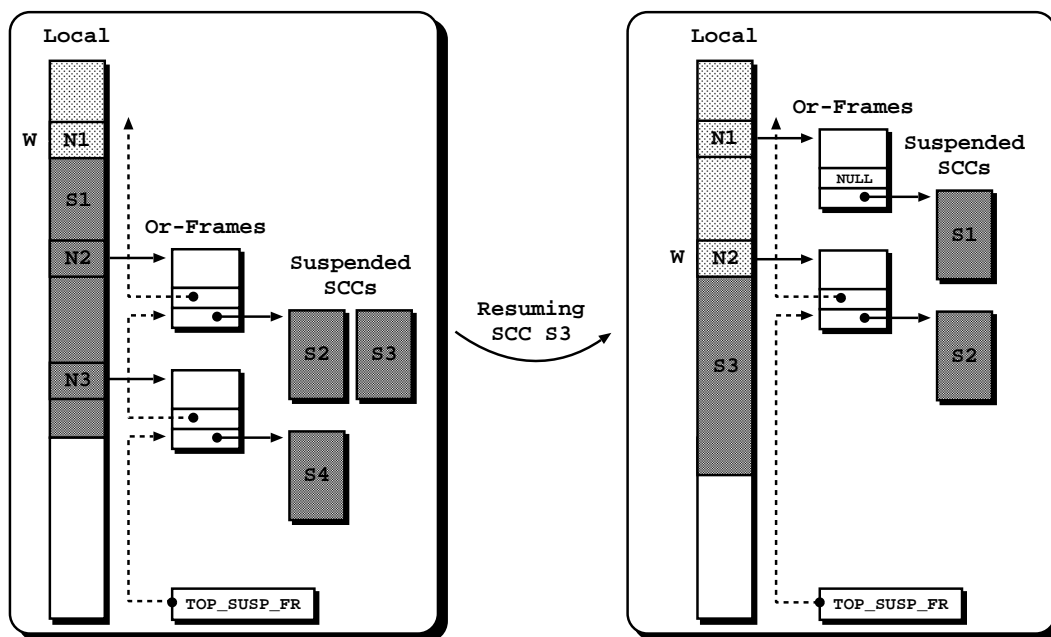 Local
W
N1
S1
Or-Frames
N2
Suspended
SCCs
S2
S3
N3
S4
TOP_SUSP_FR
Resuming
SCC S3
Local
Or-Frames
N1
Suspended
SCCs
NULL
S1
W
N2
S2
S3
TOP_SUSP_FR